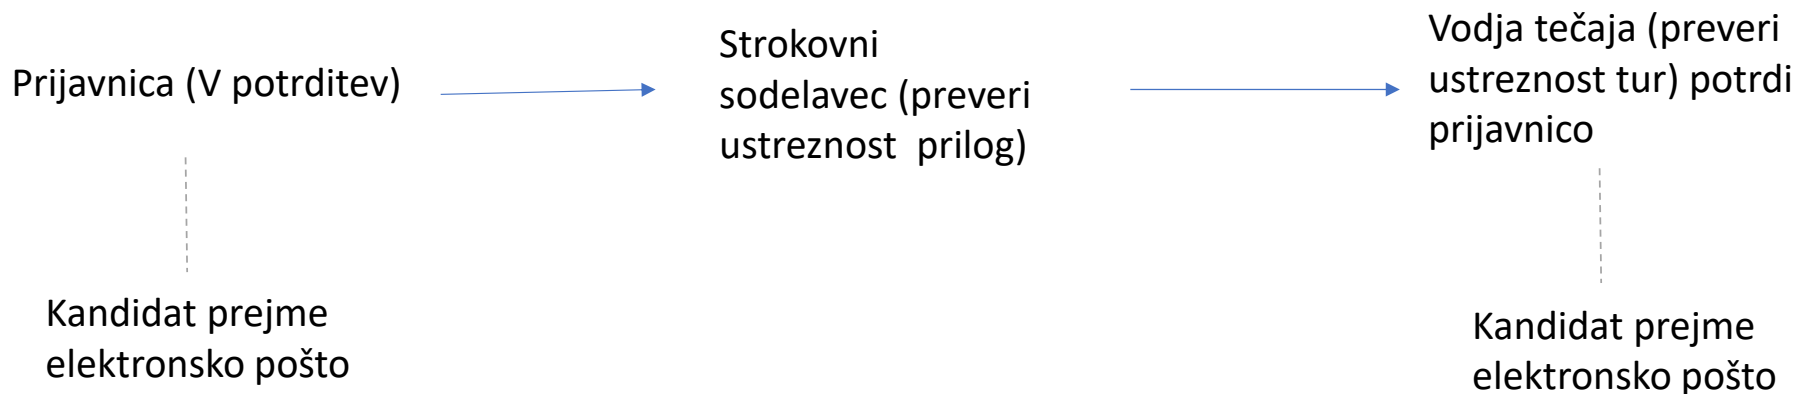 Prijavnica (V potrditev)
Strokovni
sodelavec (preveri
ustreznost  prilog)
Vodja tečaja (preveri
ustreznost tur) potrdi
prijavnico
Kandidat prejme
elektronsko pošto
Kandidat prejme
elektronsko pošto